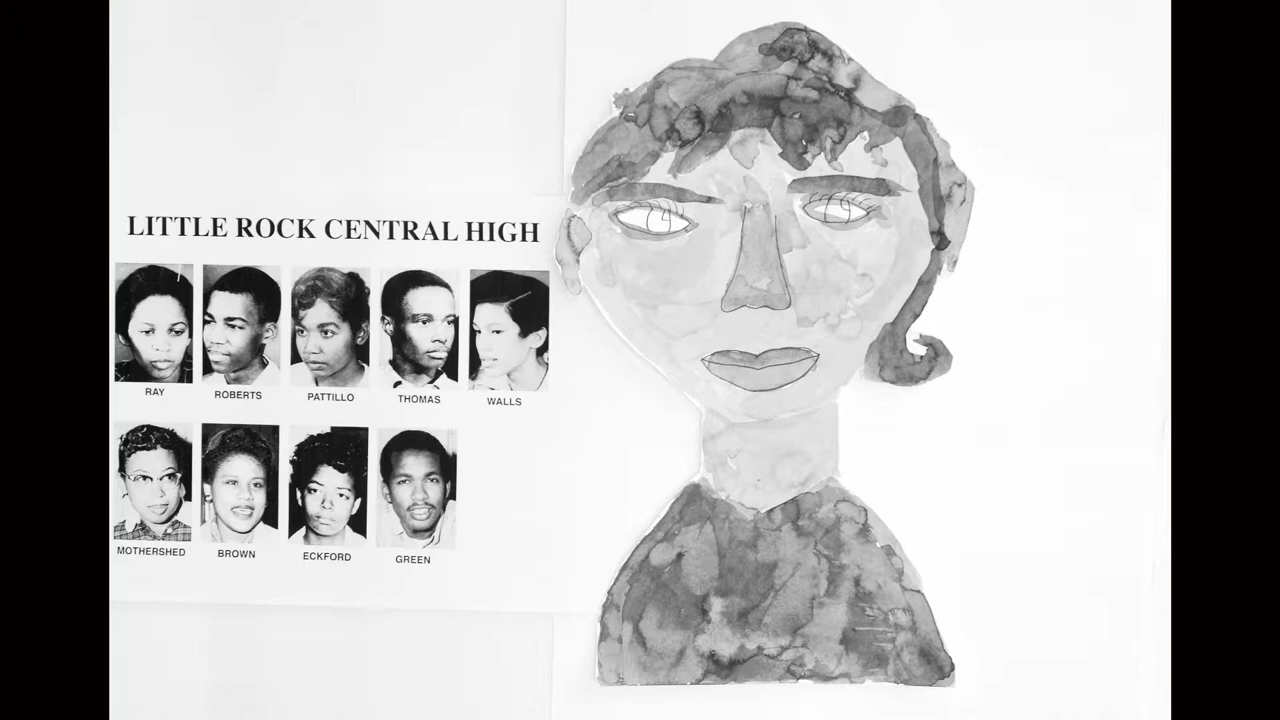 LITTLE ROCK CENTRAL HIGH
RAY ROBERTS PATTILLO THOMAS WALLS
MOTHERSHED BROWN ECKFORD GREEN